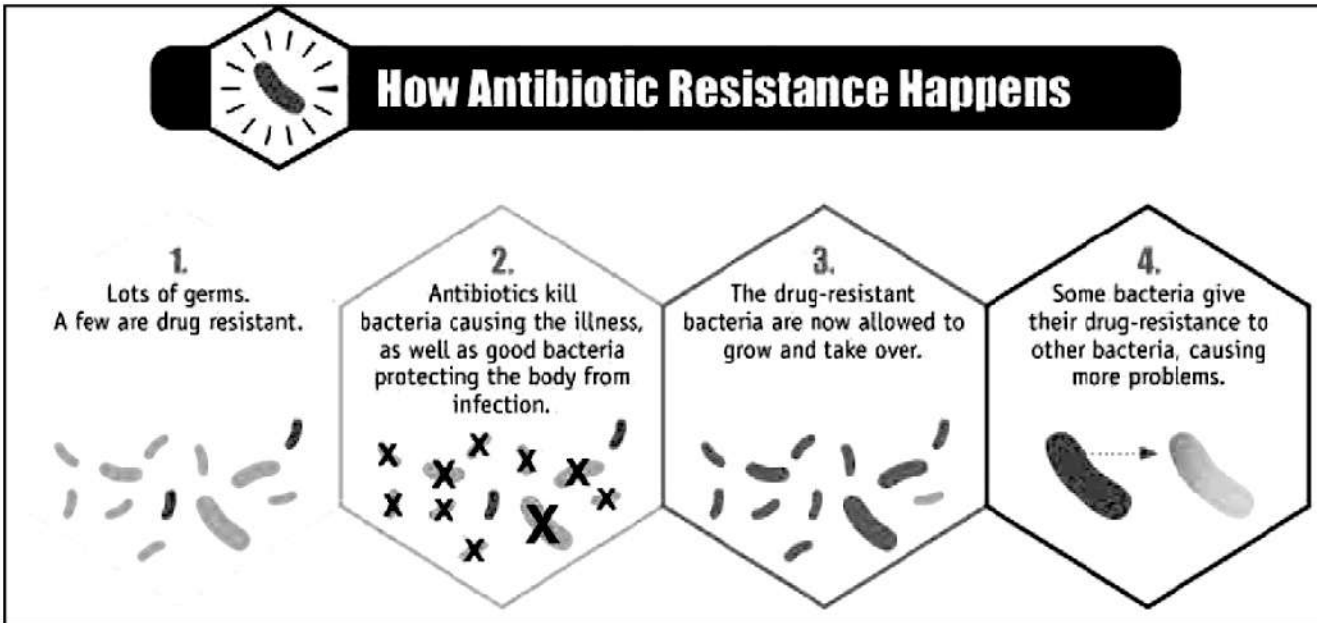 How Antibiotic Resistance Happens
1.
Lots of germs.
A few are drug resistant.
2.
Antibiotics kill
bacteria causing the illness,
as well as good bacteria
protecting the body from
infection.
X X X X X X X X X X
3.
The drug-resistant
bacteria are now allowed to
grow and take over.
4.
Some bacteria give
their drug-resistance to
other bacteria, causing
more problems.